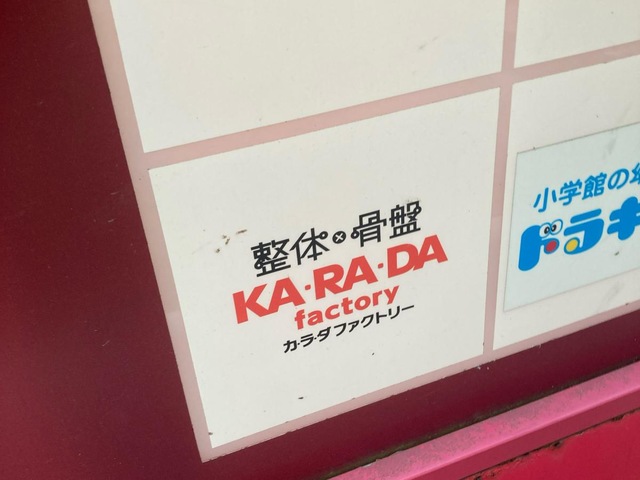 整体×骨盤
KA・RA・DA
factory
カ・ラ・ダ ファクトリー
小学館の
ドラキ